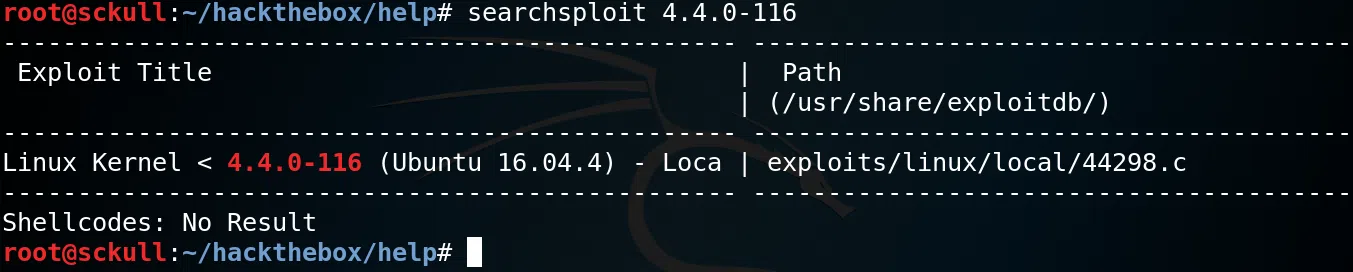 root@sckull:~/hackthebox/help# searchsploit 4.4.0-116
------------------------------------------------- ----------------------------------------
 Exploit Title                                   |  Path
                                                 | (/usr/share/exploitdb/)
------------------------------------------------- ----------------------------------------
Linux Kernel < 4.4.0-116 (Ubuntu 16.04.4) - Loca | exploits/linux/local/44298.c
------------------------------------------------- ----------------------------------------
Shellcodes: No Result
root@sckull:~/hackthebox/help#